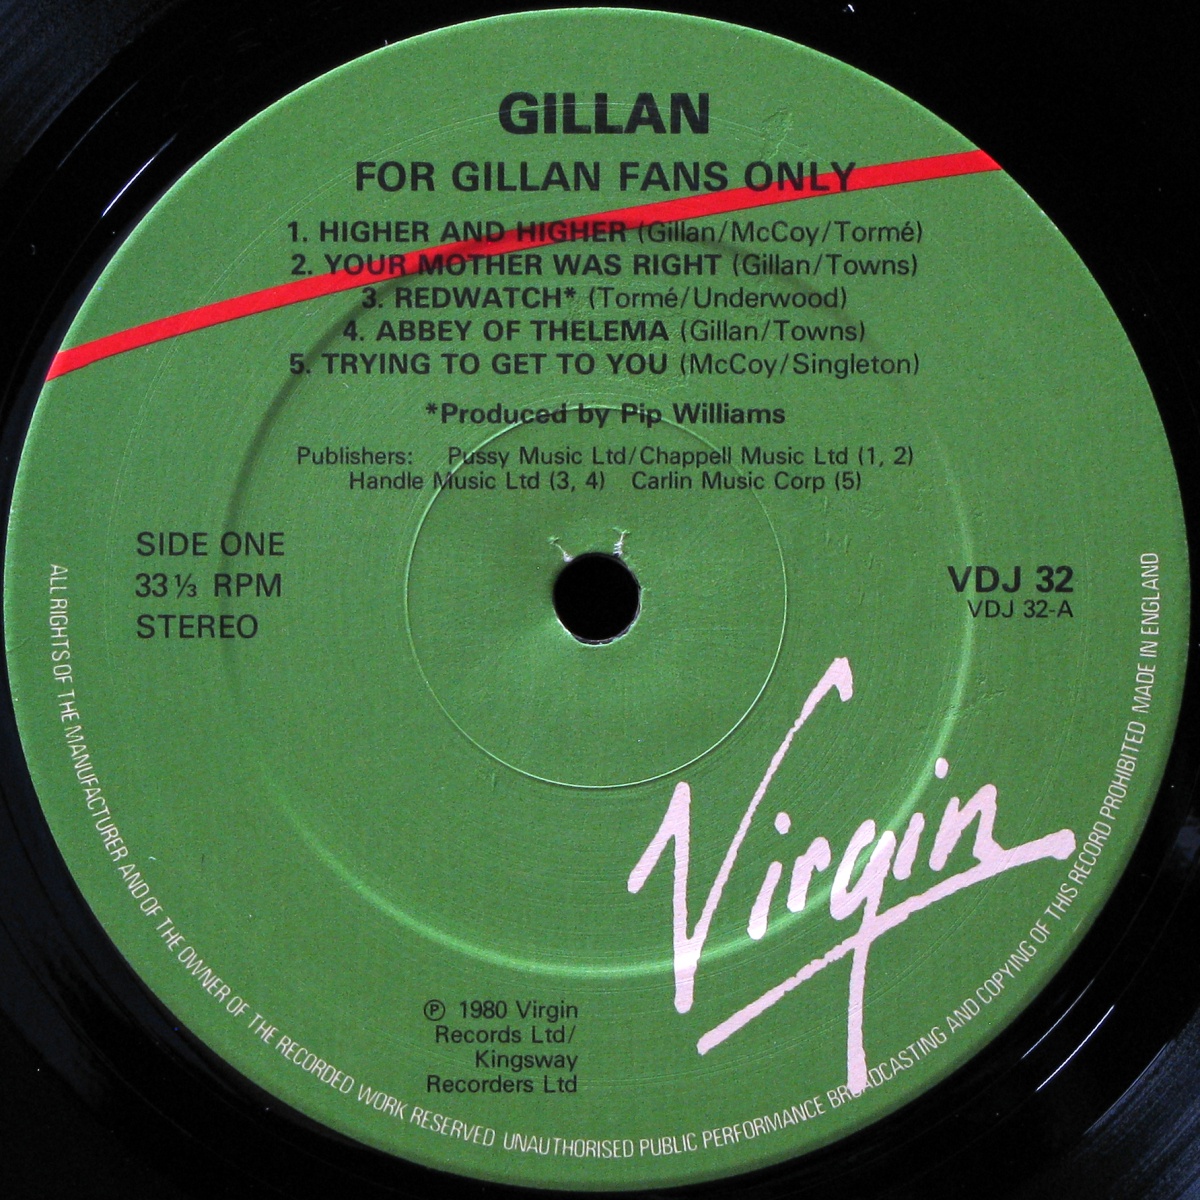 GILLAN
FOR GILLAN FANS ONLY
1. HIGHER AND HIGHER (Gillan/McCoy/Tormé)
2. YOUR MOTHER WAS RIGHT (Gillan/Towns)
3. REDWATCH* (Tormé/Underwood)
4. ABBEY OF THELEMA (Gillan/Towns)
5. TRYING TO GET TO YOU (McCoy/Singleton)
*Produced by Pip Williams
Publishers: Pussy Music Ltd/Chappell Music Ltd (1, 2)
Handle Music Ltd (3, 4) Carlin Music Corp (5)
SIDE ONE
33⅓ RPM
STEREO
VDJ 32
VDJ 32-A
Virgin
℗ 1980 Virgin
Records Ltd/
Kingsway
Recorders Ltd
ALL RIGHTS OF THE MANUFACTURER AND OF THE OWNER OF THE RECORDED WORK RESERVED UNAUTHORISED PUBLIC PERFORMANCE BROADCASTING AND COPYING OF THIS RECORD PROHIBITED MADE IN ENGLAND